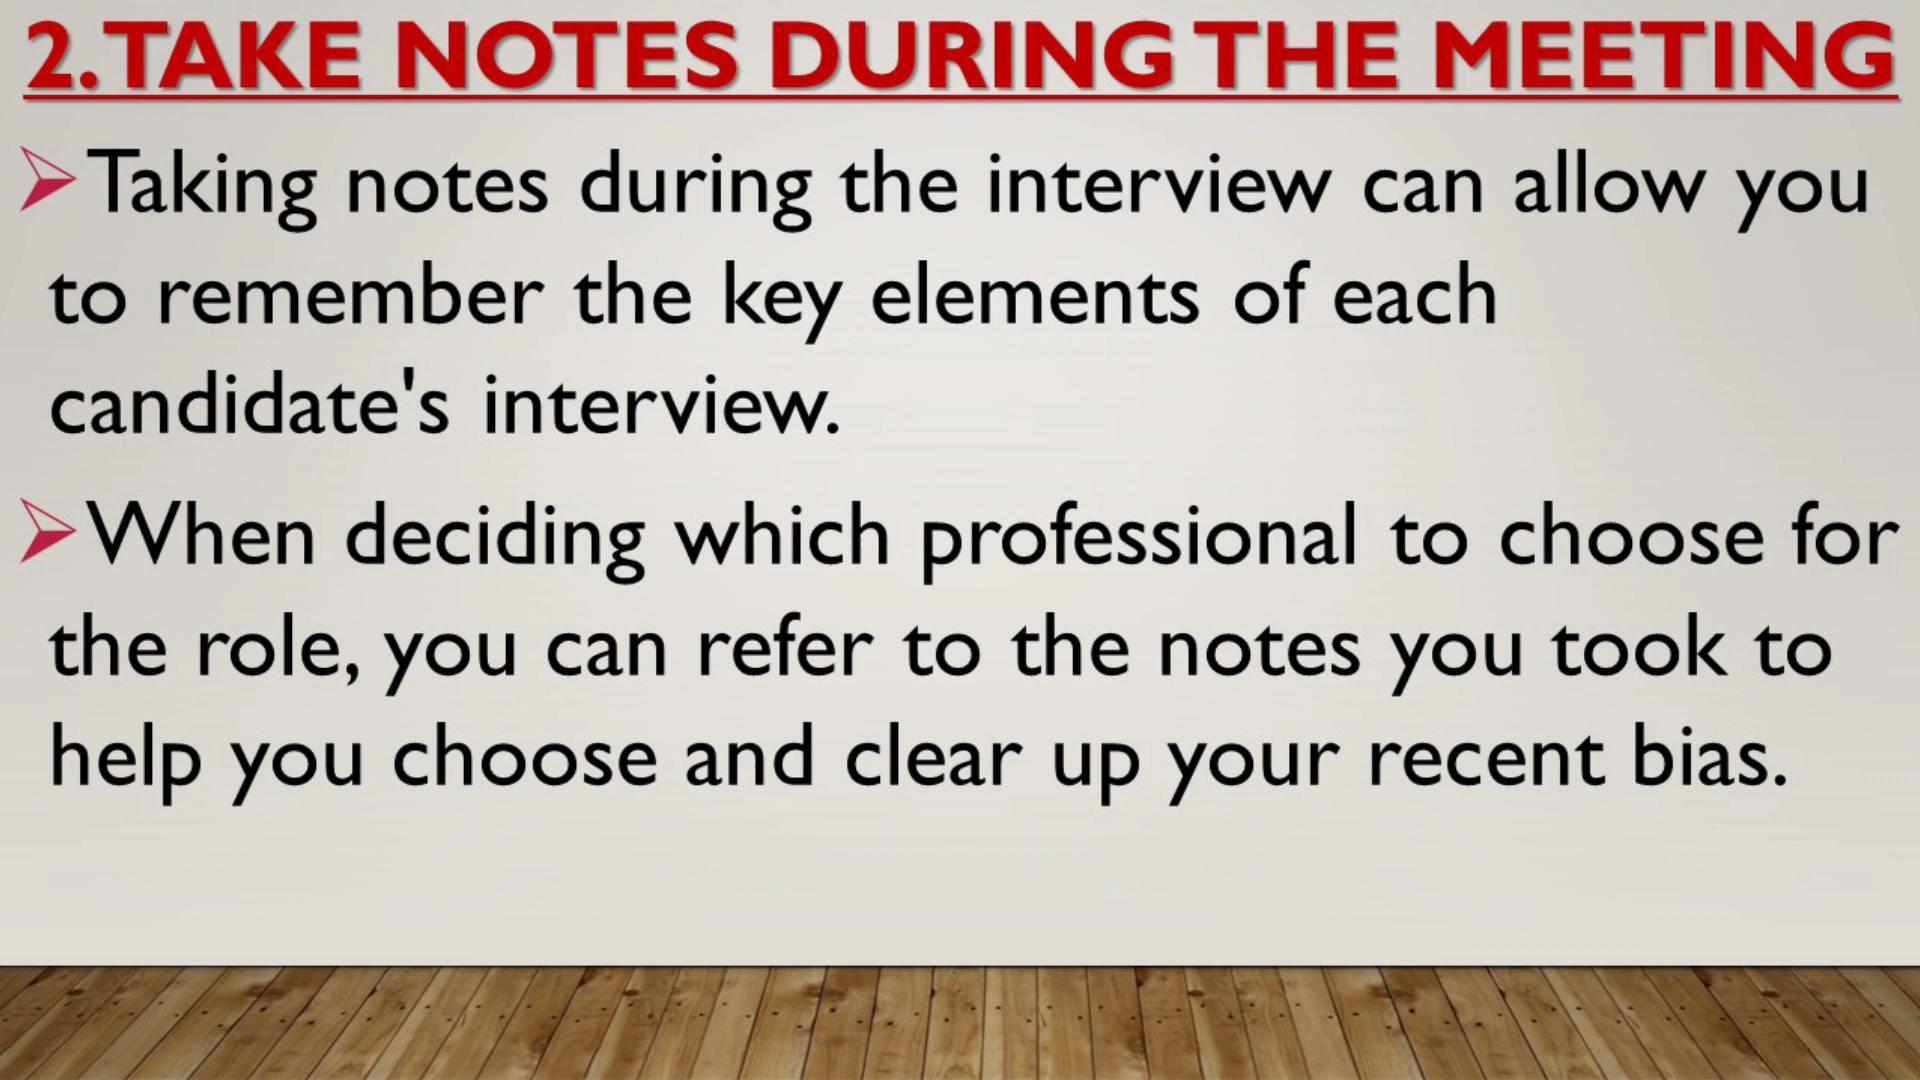 2. TAKE NOTES DURING THE MEETING
➢Taking notes during the interview can allow you
to remember the key elements of each
candidate's interview.
➢When deciding which professional to choose for
the role, you can refer to the notes you took to
help you choose and clear up your recent bias.